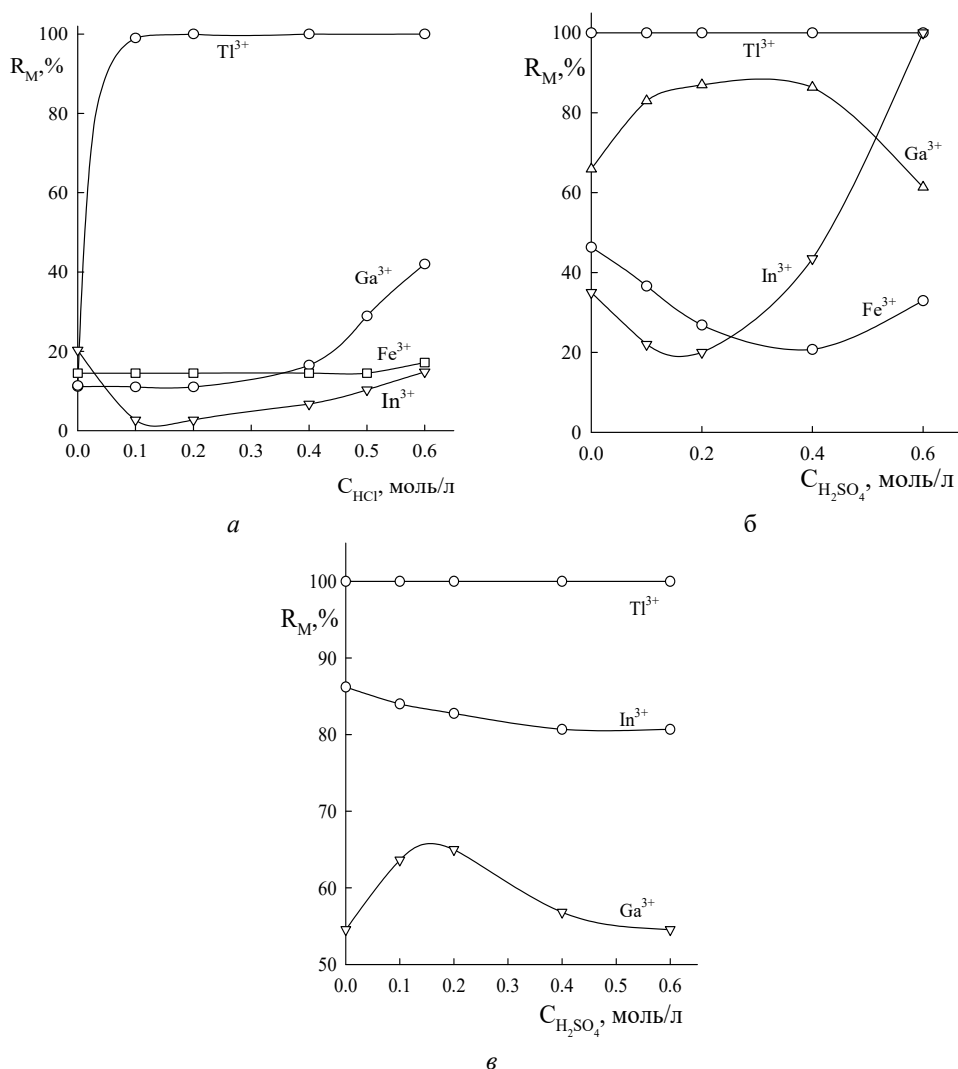 100
Tl³⁺
R_M,%
80
60
40
Ga³⁺
20
Fe³⁺
In³⁺
0
0.0 0.1 0.2 0.3 0.4 0.5 0.6
C_HCl, моль/л
а
100
Tl³⁺
R_M,%
80
Ga³⁺
60
40
In³⁺
Fe³⁺
20
0
0.0 0.2 0.4 0.6
C_H₂SO₄, моль/л
б
100
Tl³⁺
R_M,%
90
In³⁺
80
70
60
Ga³⁺
50
0.0 0.1 0.2 0.3 0.4 0.5 0.6
C_H₂SO₄, моль/л
в